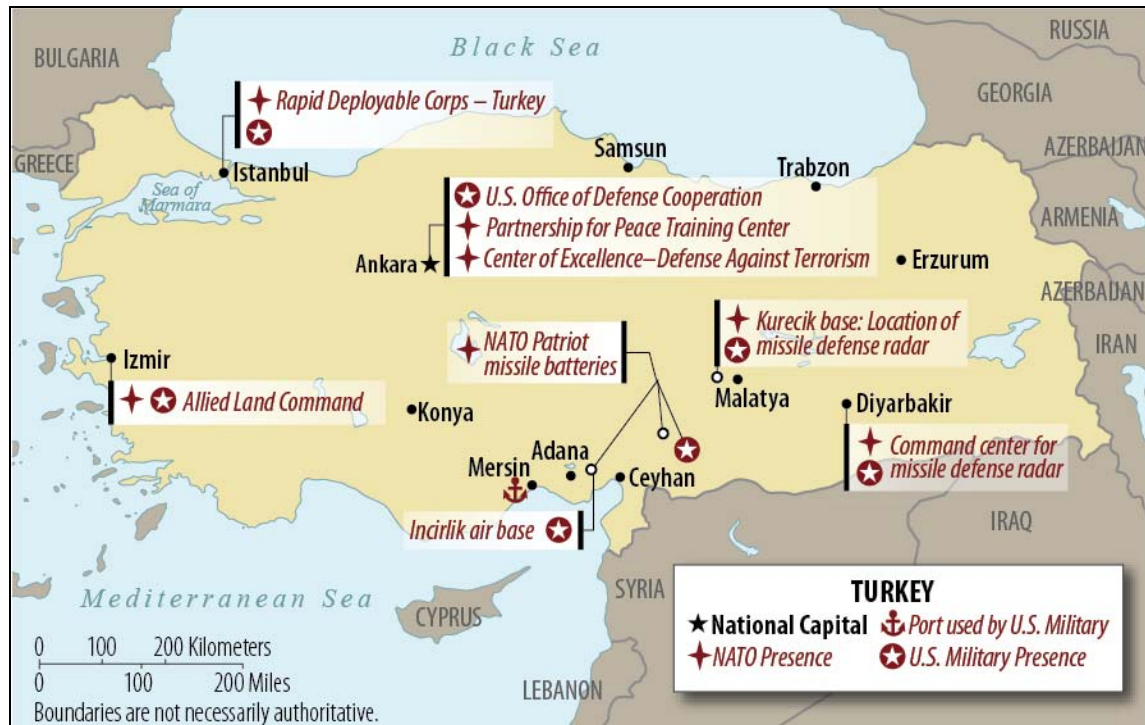 BULGARIA
Black Sea
RUSSIA
GEORGIA
Rapid Deployable Corps – Turkey
GREECE
Istanbul
Sea of
Marmara
Samsun
Trabzon
AZERBAIJAN
ARMENIA
U.S. Office of Defense Cooperation
Partnership for Peace Training Center
Center of Excellence–Defense Against Terrorism
Ankara
Erzurum
AZERBAIJAN
IRAN
NATO Patriot
missile batteries
Kurecik base: Location of
missile defense radar
Izmir
Allied Land Command
Konya
Malatya
Diyarbakir
Command center for
missile defense radar
Adana
Mersin
Ceyhan
Incirlik air base
IRAQ
SYRIA
Mediterranean Sea
CYPRUS
LEBANON
TURKEY
National Capital
Port used by U.S. Military
NATO Presence
U.S. Military Presence
0 100 200 Kilometers
0 100 200 Miles
Boundaries are not necessarily authoritative.